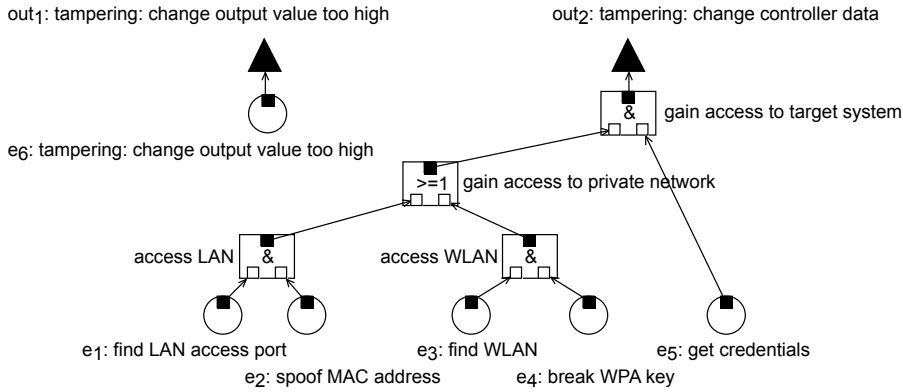 out1: tampering: change output value too high
out2: tampering: change controller data
&
gain access to target system
e6: tampering: change output value too high
>=1
gain access to private network
access LAN
&
access WLAN
&
e1: find LAN access port
e3: find WLAN
e5: get credentials
e2: spoof MAC address
e4: break WPA key